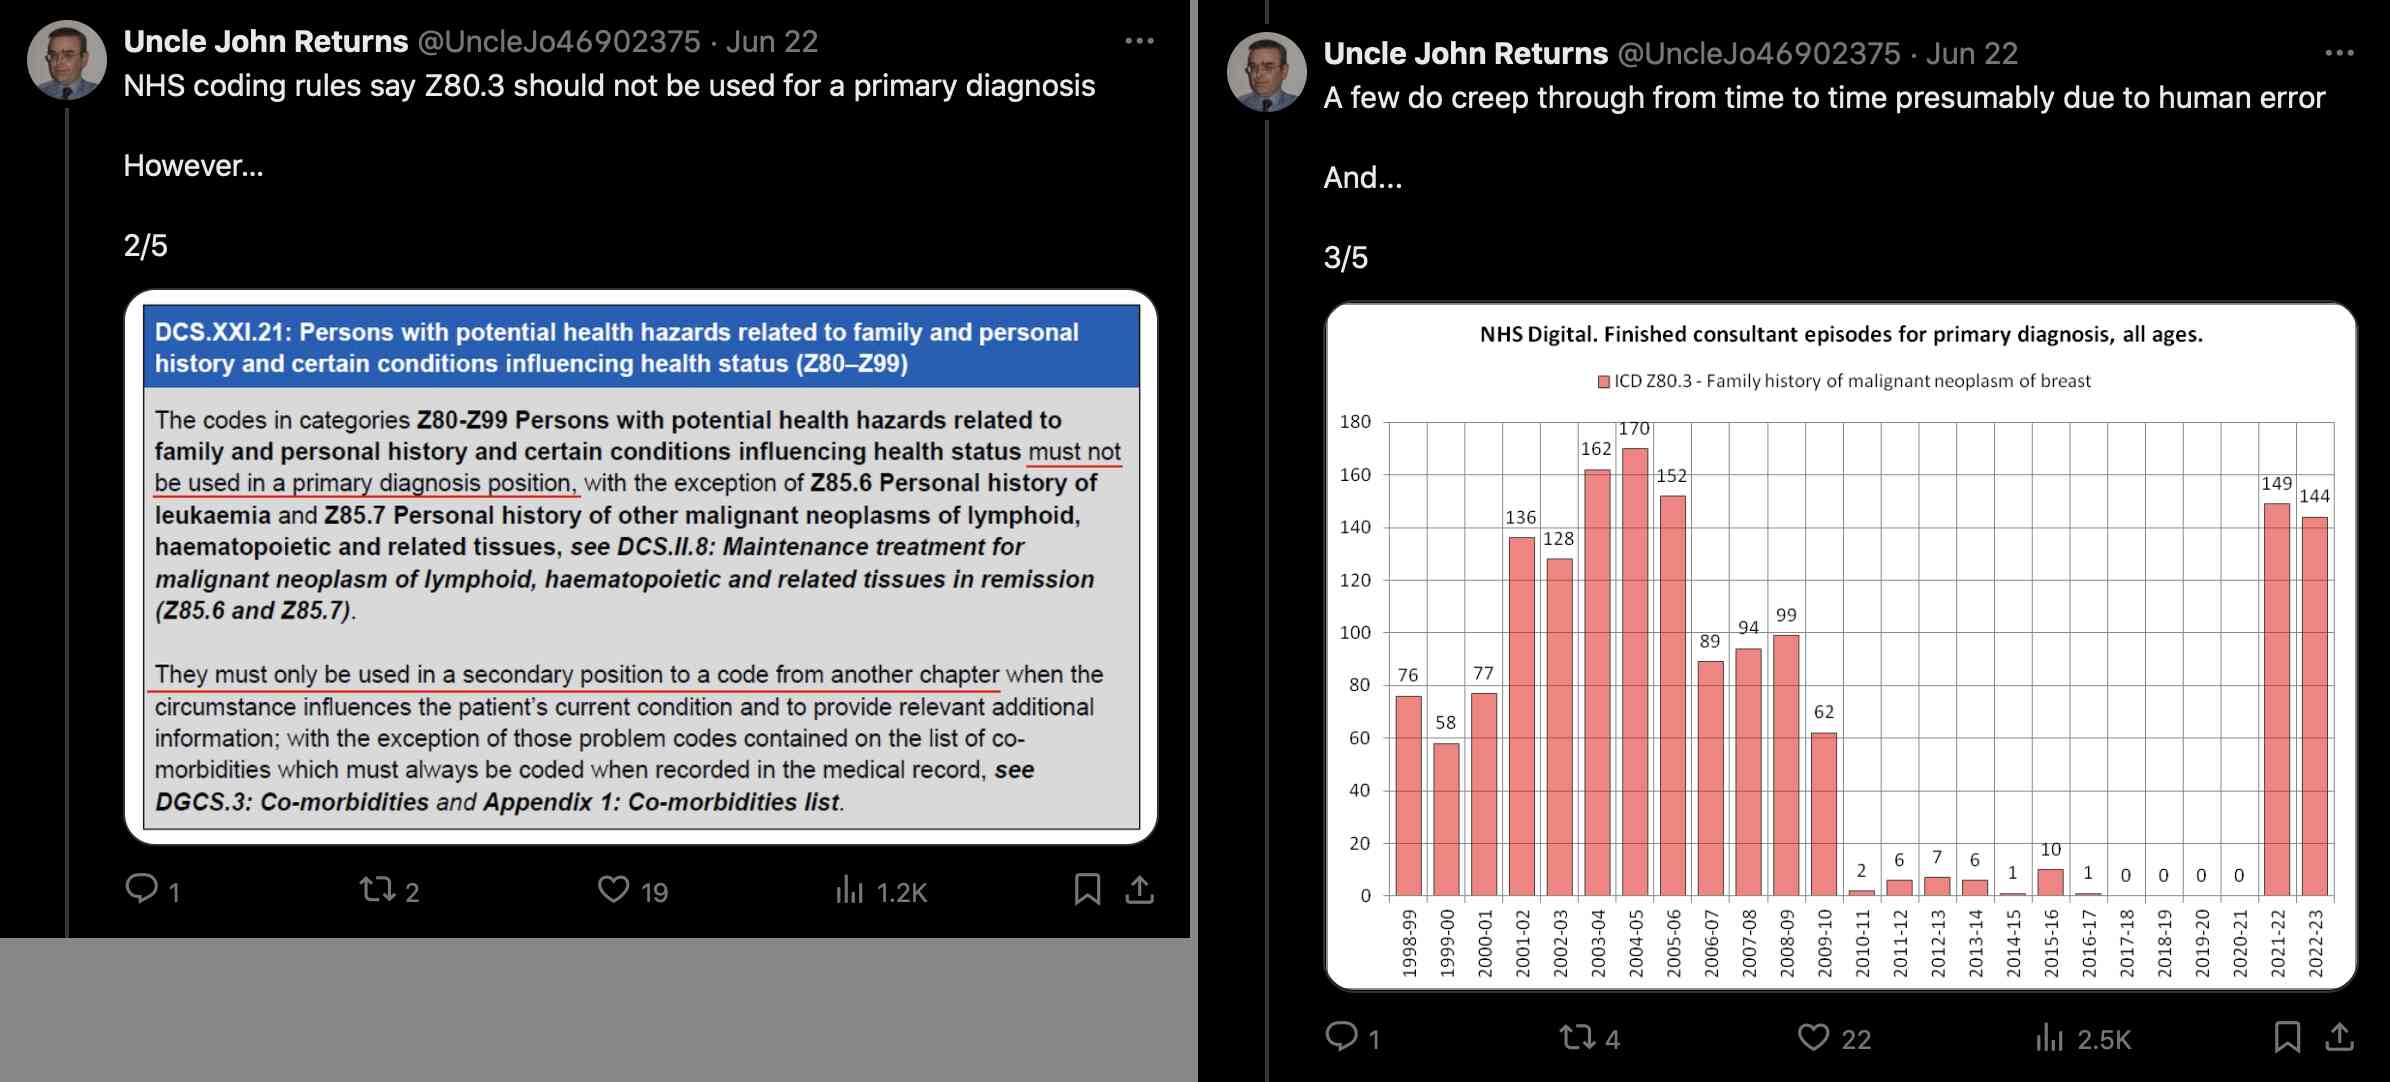 Uncle John Returns @UncleJo46902375 · Jun 22
NHS coding rules say Z80.3 should not be used for a primary diagnosis
However...
2/5
DCS.XXI.21: Persons with potential health hazards related to family and personal
history and certain conditions influencing health status (Z80–Z99)
The codes in categories Z80-Z99 Persons with potential health hazards related to
family and personal history and certain conditions influencing health status must not
be used in a primary diagnosis position, with the exception of Z85.6 Personal history of
leukaemia and Z85.7 Personal history of other malignant neoplasms of lymphoid,
haematopoietic and related tissues, see DCS.II.8: Maintenance treatment for
malignant neoplasm of lymphoid, haematopoietic and related tissues in remission
(Z85.6 and Z85.7).
They must only be used in a secondary position to a code from another chapter when the
circumstance influences the patient's current condition and to provide relevant additional
information; with the exception of those problem codes contained on the list of co-
morbidities which must always be coded when recorded in the medical record, see
DGCS.3: Co-morbidities and Appendix 1: Co-morbidities list.
1 2 19 1.2K
Uncle John Returns @UncleJo46902375 · Jun 22
A few do creep through from time to time presumably due to human error
And...
3/5
NHS Digital. Finished consultant episodes for primary diagnosis, all ages.
ICD Z80.3 - Family history of malignant neoplasm of breast
180
160
140
120
100
80
60
40
20
0
76 58 77 136 128 162 170 152 89 94 99 62 2 6 7 6 1 10 1 0 0 0 0 149 144
1998-99 1999-00 2000-01 2001-02 2002-03 2003-04 2004-05 2005-06 2006-07 2007-08 2008-09 2009-10 2010-11 2011-12 2012-13 2013-14 2014-15 2015-16 2016-17 2017-18 2018-19 2019-20 2020-21 2021-22 2022-23
1 4 22 2.5K